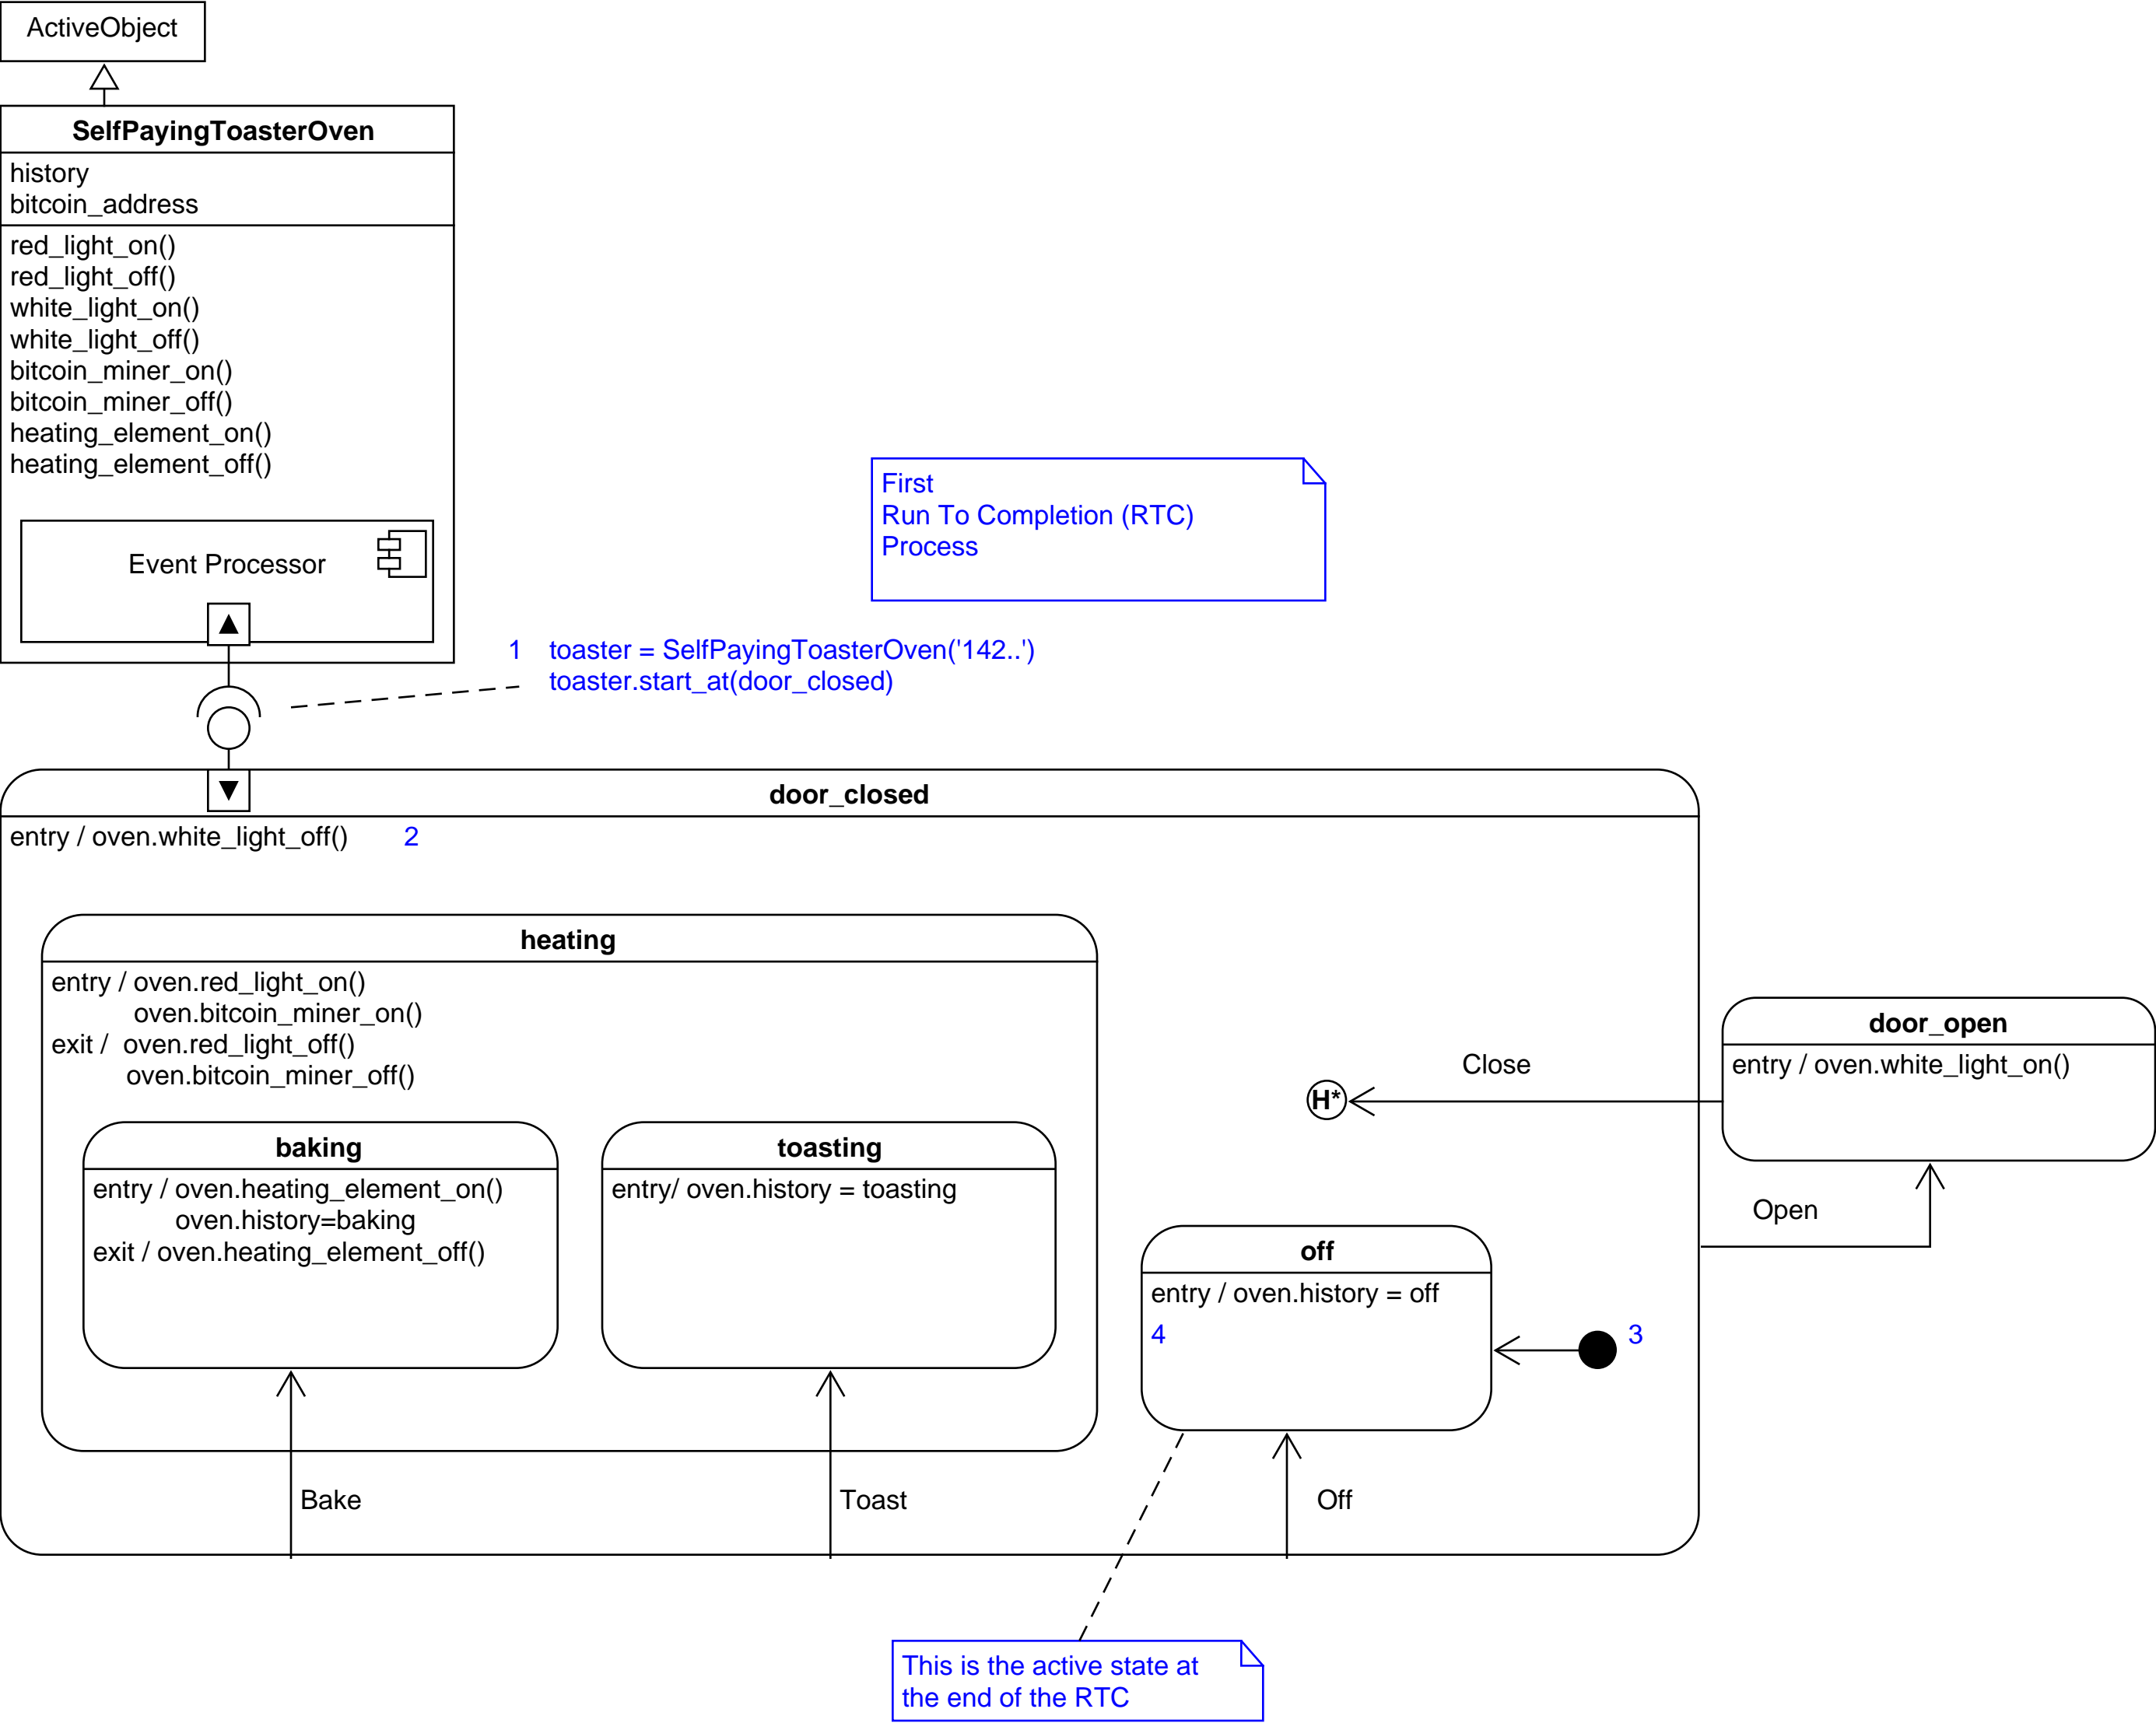 ActiveObject
SelfPayingToasterOven
history
bitcoin_address
red_light_on()
red_light_off()
white_light_on()
white_light_off()
bitcoin_miner_on()
bitcoin_miner_off()
heating_element_on()
heating_element_off()
Event Processor
First
Run To Completion (RTC)
Process
1 toaster = SelfPayingToasterOven('142..')
toaster.start_at(door_closed)
door_closed
entry / oven.white_light_off() 2
heating
entry / oven.red_light_on()
oven.bitcoin_miner_on()
exit / oven.red_light_off()
oven.bitcoin_miner_off()
baking
entry / oven.heating_element_on()
oven.history=baking
exit / oven.heating_element_off()
toasting
entry/ oven.history = toasting
H*
Close
door_open
entry / oven.white_light_on()
Open
off
entry / oven.history = off
4
3
Bake
Toast
Off
This is the active state at
the end of the RTC